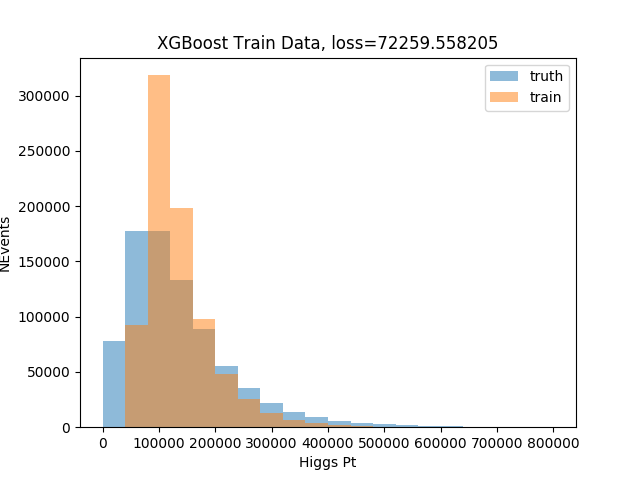 XGBoost Train Data, loss=72259.558205
truth
train
300000
250000
200000
150000
100000
50000
0
NEvents
0 100000 200000 300000 400000 500000 600000 700000 800000
Higgs Pt